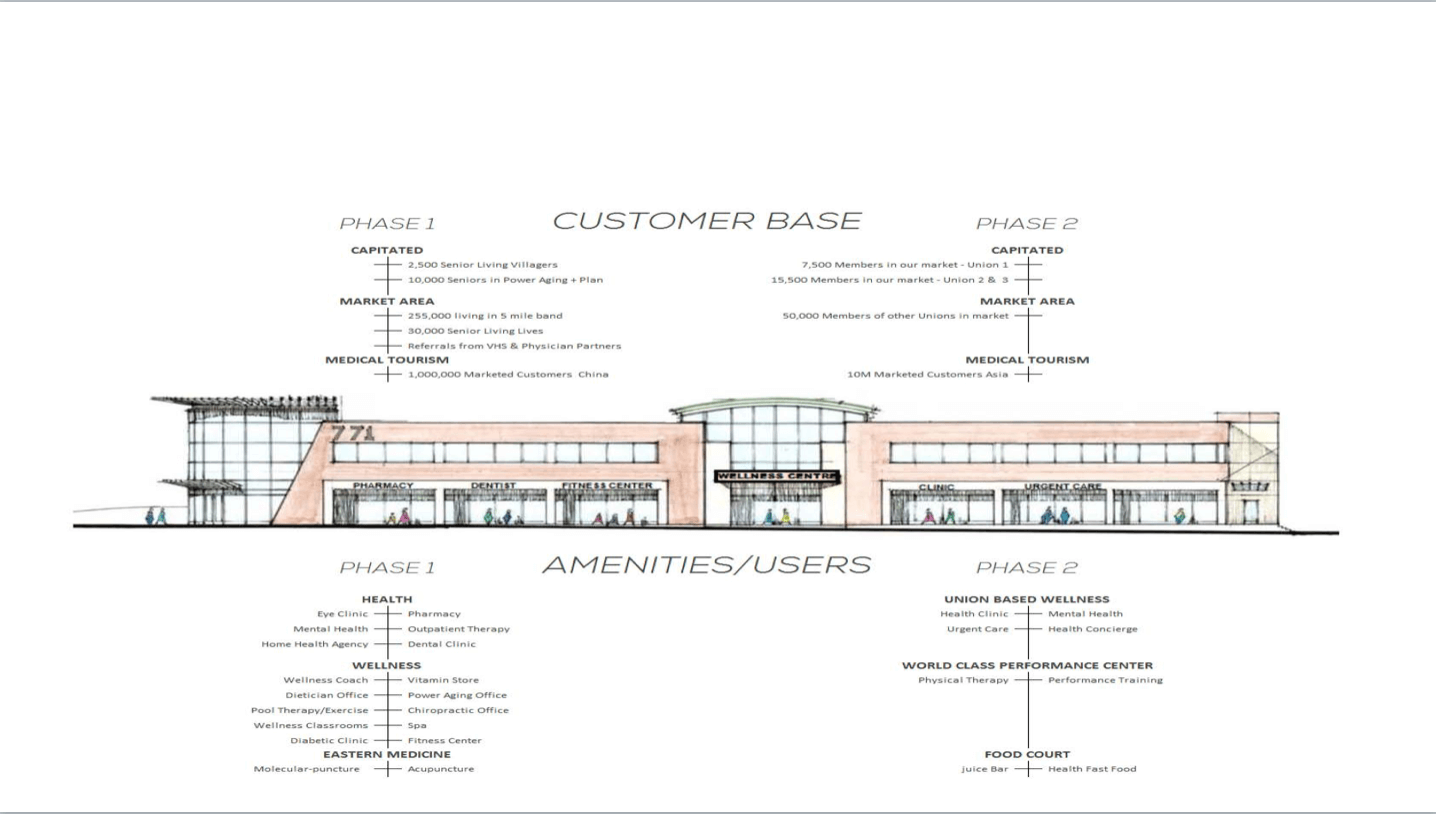 PHASE 1
CUSTOMER BASE
PHASE 2
CAPITATED
2,500 Senior Living Villagers
10,000 Seniors in Power Aging + Plan
MARKET AREA
255,000 living in 5 mile band
30,000 Senior Living Lives
Referrals from VHS & Physician Partners
MEDICAL TOURISM
1,000,000 Marketed Customers China
CAPITATED
7,500 Members in our market - Union 1
15,500 Members in our market - Union 2 & 3
MARKET AREA
50,000 Members of other Unions in market
MEDICAL TOURISM
10M Marketed Customers Asia
771
WELLNESS CENTRE
PHARMACY
DENTIST
FITNESS CENTER
CLINIC
URGENT CARE
PHASE 1
AMENITIES/USERS
PHASE 2
HEALTH
Eye Clinic Pharmacy
Mental Health Outpatient Therapy
Home Health Agency Dental Clinic
WELLNESS
Wellness Coach Vitamin Store
Dietician Office Power Aging Office
Pool Therapy/Exercise Chiropractic Office
Wellness Classrooms Spa
Diabetic Clinic Fitness Center
EASTERN MEDICINE
Molecular-puncture Acupuncture
UNION BASED WELLNESS
Health Clinic Mental Health
Urgent Care Health Concierge
WORLD CLASS PERFORMANCE CENTER
Physical Therapy Performance Training
FOOD COURT
Juice Bar Health Fast Food